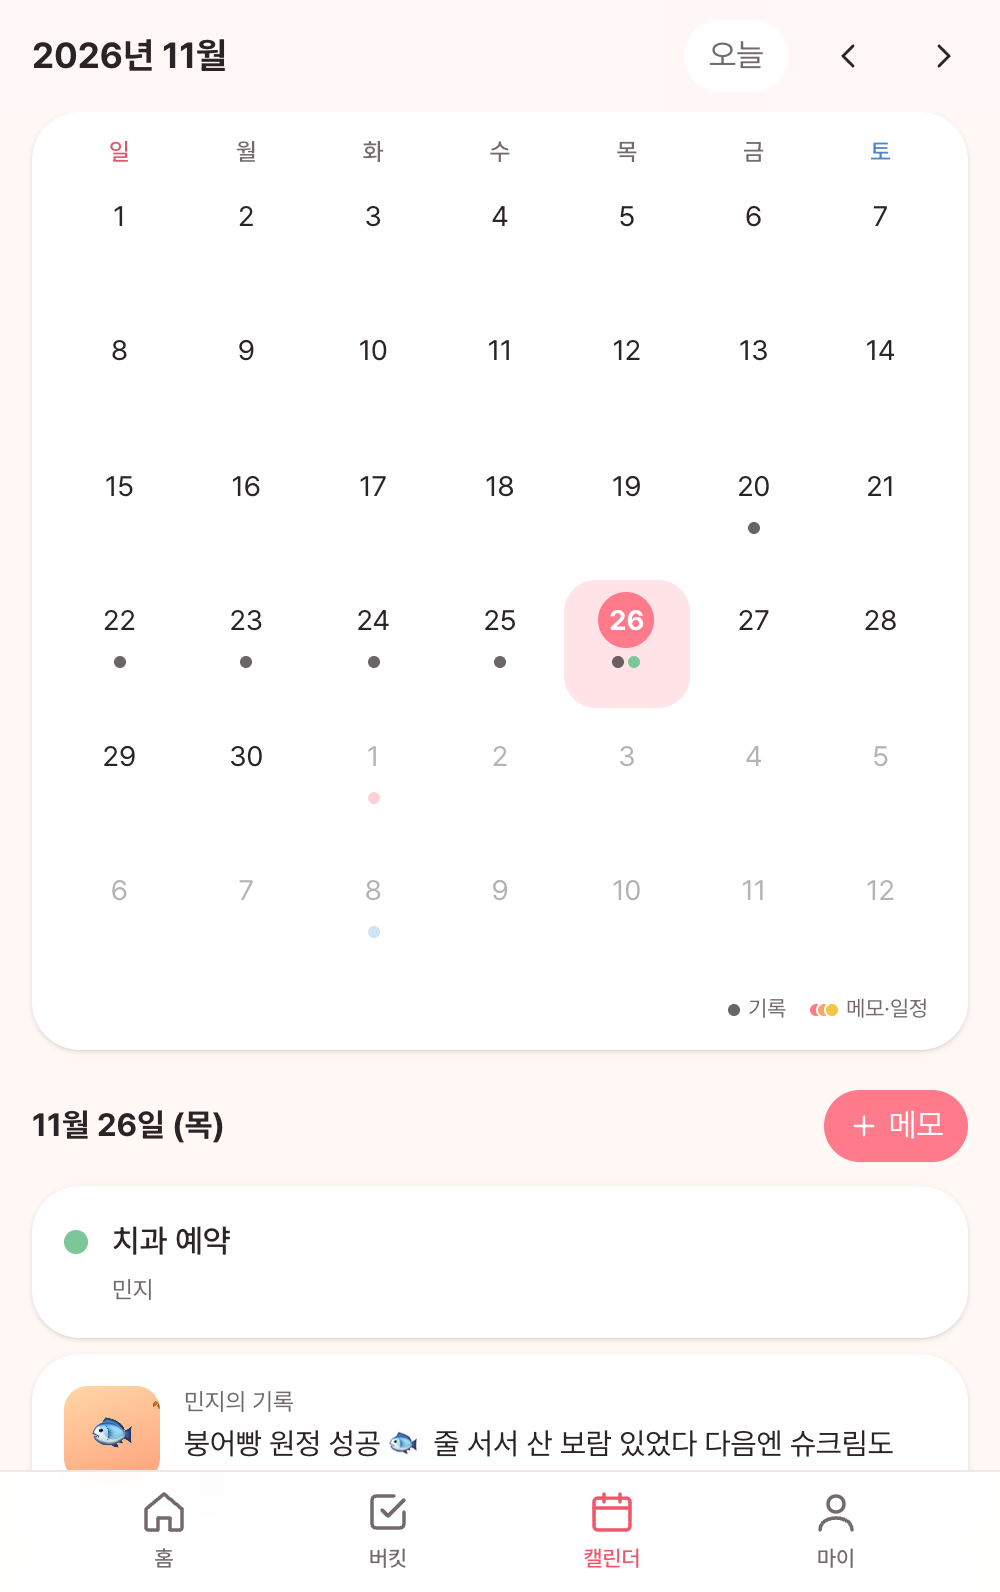 2026년 11월 오늘
일 월 화 수 목 금 토
1 2 3 4 5 6 7
8 9 10 11 12 13 14
15 16 17 18 19 20 21
22 23 24 25 26 27 28
29 30 1 2 3 4 5
6 7 8 9 10 11 12
기록 메모·일정
11월 26일 (목) + 메모
치과 예약
민지
민지의 기록
붕어빵 원정 성공 🐟 줄 서서 산 보람 있었다 다음엔 슈크림도
홈 버킷 캘린더 마이